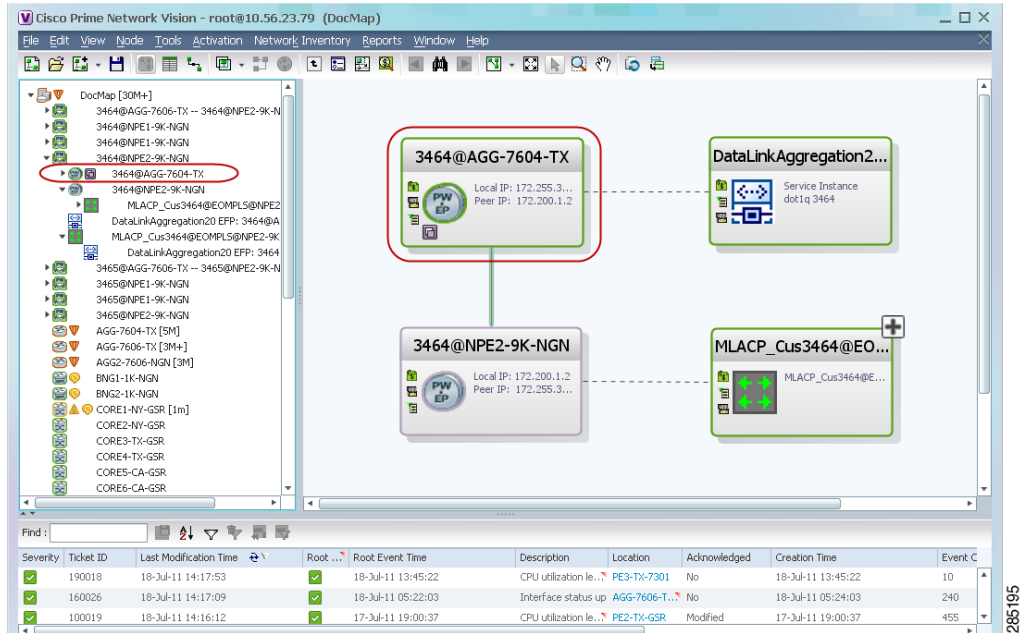 Cisco Prime Network Vision - root@10.56.23.79 (DocMap)
File Edit View Node Tools Activation Network Inventory Reports Window Help
DocMap [30M+]
3464@AGG-7606-TX -- 3464@NPE2-9K-N
3464@NPE1-9K-NGN
3464@NPE1-9K-NGN
3464@NPE2-9K-NGN
3464@AGG-7604-TX
3464@NPE2-9K-NGN
MLACP_Cus3464@EOMPLS@NPE2
DataLinkAggregation20 EFP: 3464@A
MLACP_Cus3464@EOMPLS@NPE2-9K
DataLinkAggregation20 EFP: 3464
3465@AGG-7606-TX -- 3465@NPE2-9K-N
3465@NPE1-9K-NGN
3465@NPE1-9K-NGN
3465@NPE2-9K-NGN
AGG-7604-TX [5M]
AGG-7606-TX [3M+]
AGG2-7606-NGN [3M]
BNG1-1K-NGN
BNG2-1K-NGN
CORE1-NY-GSR [1m]
CORE2-NY-GSR
CORE3-TX-GSR
CORE4-TX-GSR
CORE5-CA-GSR
CORE6-CA-GSR
3464@AGG-7604-TX
PW
EP
Local IP: 172.255.3...
Peer IP: 172.200.1.2
DataLinkAggregation2...
Service Instance
dot1q 3464
3464@NPE2-9K-NGN
PW
EP
Local IP: 172.200.1.2
Peer IP: 172.255.3...
MLACP_Cus3464@EO...
MLACP_Cus3464@E...
Find :
Severity Ticket ID Last Modification Time Root ... Root Event Time Description Location Acknowledged Creation Time Event C
190018 18-Jul-11 14:17:53 18-Jul-11 13:45:22 CPU utilization le... PE3-TX-7301 No 18-Jul-11 13:45:22 10
160026 18-Jul-11 14:17:09 18-Jul-11 05:22:03 Interface status up AGG-7606-T... No 18-Jul-11 05:24:03 240
100019 18-Jul-11 14:16:12 17-Jul-11 19:00:37 CPU utilization le... PE2-TX-GSR Modified 17-Jul-11 19:00:37 455
285195